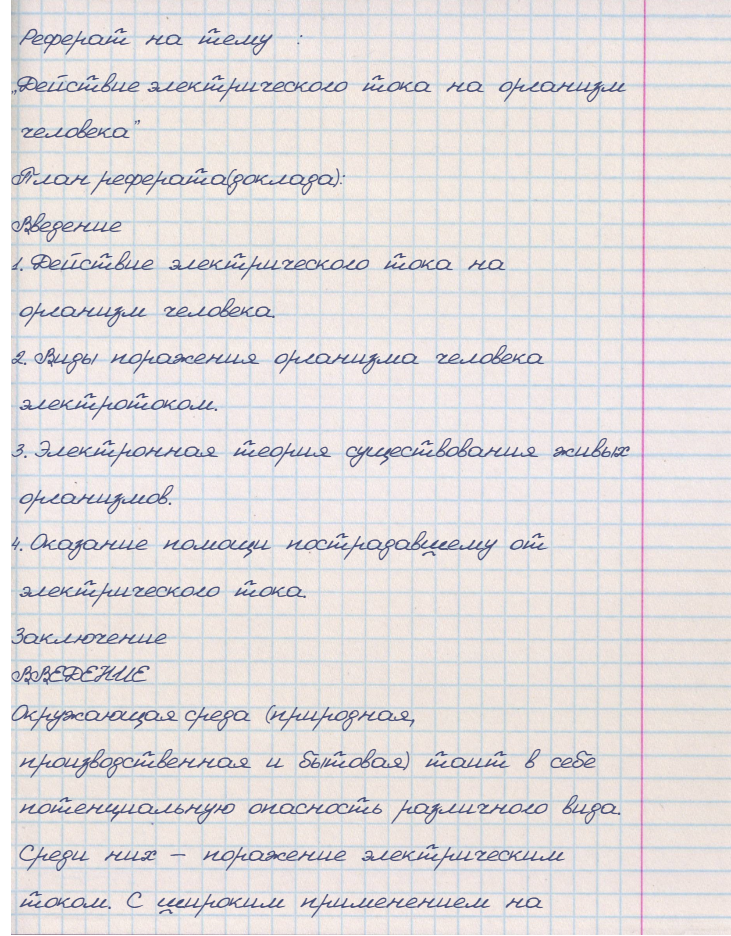 Реферат на тему :
„Действие электрического тока на организм
человека”
План реферата(доклада):
Введение
1. Действие электрического тока на
организм человека.
2. Виды поражения организма человека
электротоком.
3. Электронная теория существования живых
организмов.
4. Оказание помощи пострадавшему от
электрического тока.
Заключение
ВВЕДЕНИЕ
Окружающая среда (природная,
производственная и бытовая) таит в себе
потенциальную опасность различного вида.
Среди них – поражение электрическим
током. С широким применением на